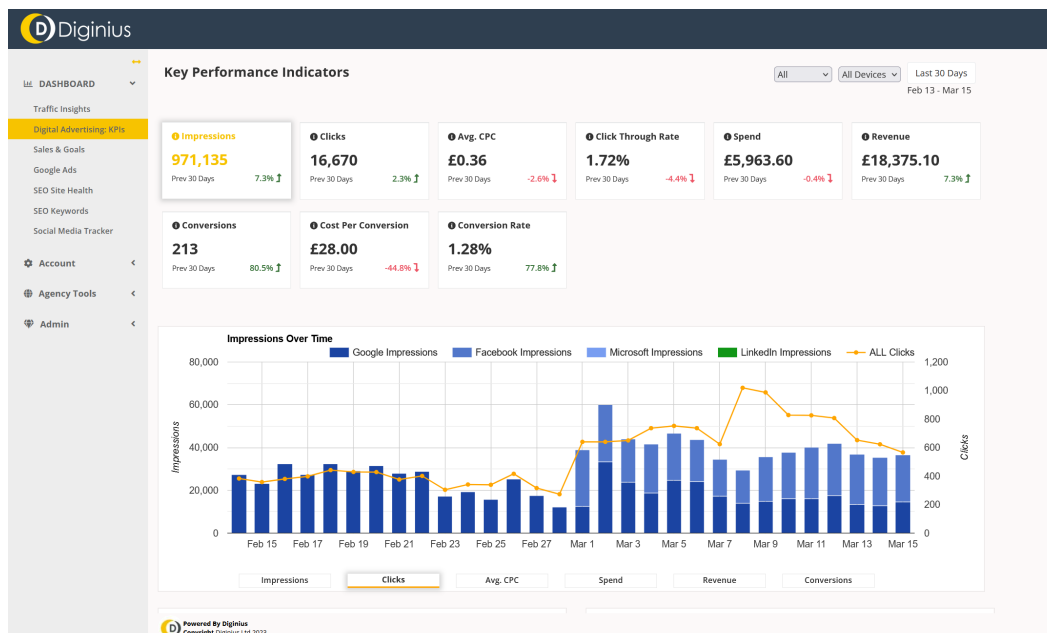 Diginius
DASHBOARD
Traffic Insights
Digital Advertising: KPIs
Sales & Goals
Google Ads
SEO Site Health
SEO Keywords
Social Media Tracker
Account
Agency Tools
Admin
Key Performance Indicators
All
All Devices
Last 30 Days
Feb 13 - Mar 15
Impressions
971,135
Prev 30 Days 7.3%
Clicks
16,670
Prev 30 Days 2.3%
Avg. CPC
£0.36
Prev 30 Days -2.6%
Click Through Rate
1.72%
Prev 30 Days -4.4%
Spend
£5,963.60
Prev 30 Days -0.4%
Revenue
£18,375.10
Prev 30 Days 7.3%
Conversions
213
Prev 30 Days 80.5%
Cost Per Conversion
£28.00
Prev 30 Days -44.8%
Conversion Rate
1.28%
Prev 30 Days 77.8%
Impressions Over Time
Google Impressions Facebook Impressions Microsoft Impressions LinkedIn Impressions ALL Clicks
80,000
60,000
40,000
20,000
0
Impressions
1,200
1,000
800
600
400
200
0
Clicks
Feb 15 Feb 17 Feb 19 Feb 21 Feb 23 Feb 25 Feb 27 Mar 1 Mar 3 Mar 5 Mar 7 Mar 9 Mar 11 Mar 13 Mar 15
Impressions Clicks Avg. CPC Spend Revenue Conversions
Powered By Diginius
Copyright Diginius Ltd 2023